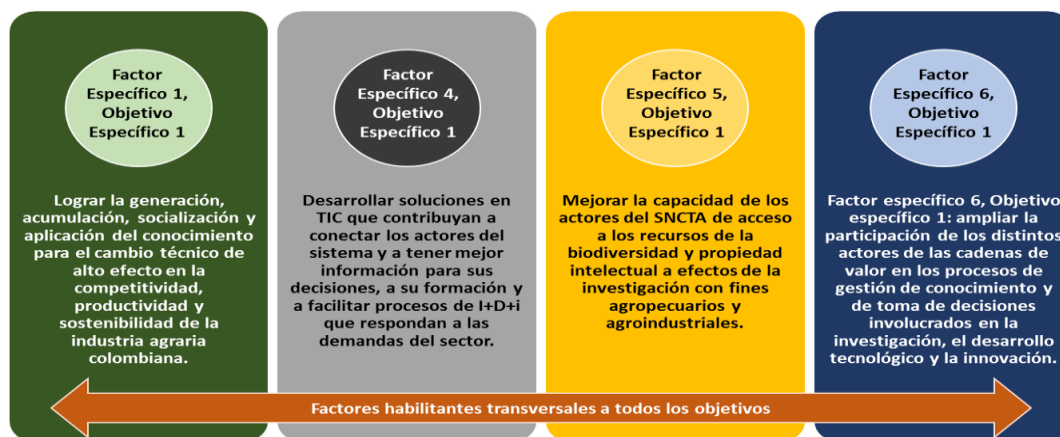 Factor
Específico 1,
Objetivo
Específico 1
Lograr la generación,
acumulación, socialización y
aplicación del conocimiento
para el cambio técnico de
alto efecto en la
competitividad,
productividad y
sostenibilidad de la
industria agraria
colombiana.
Factor
Específico 4,
Objetivo
Específico 1
Desarrollar soluciones en
TIC que contribuyan a
conectar los actores del
sistema y a tener mejor
información para sus
decisiones, a su formación y
a facilitar procesos de I+D+i
que respondan a las
demandas del sector.
Factor
Específico 5,
Objetivo
Específico 1
Mejorar la capacidad de los
actores del SNCTA de acceso
a los recursos de la
biodiversidad y propiedad
intelectual a efectos de la
investigación con fines
agropecuarios y
agroindustriales.
Factor
Específico 6,
Objetivo
Específico 1
Factor específico 6, Objetivo
específico 1: ampliar la
participación de los distintos
actores de las cadenas de
valor en los procesos de
gestión de conocimiento y
de toma de decisiones
involucrados en la
investigación, el desarrollo
tecnológico y la innovación.
Factores habilitantes transversales a todos los objetivos